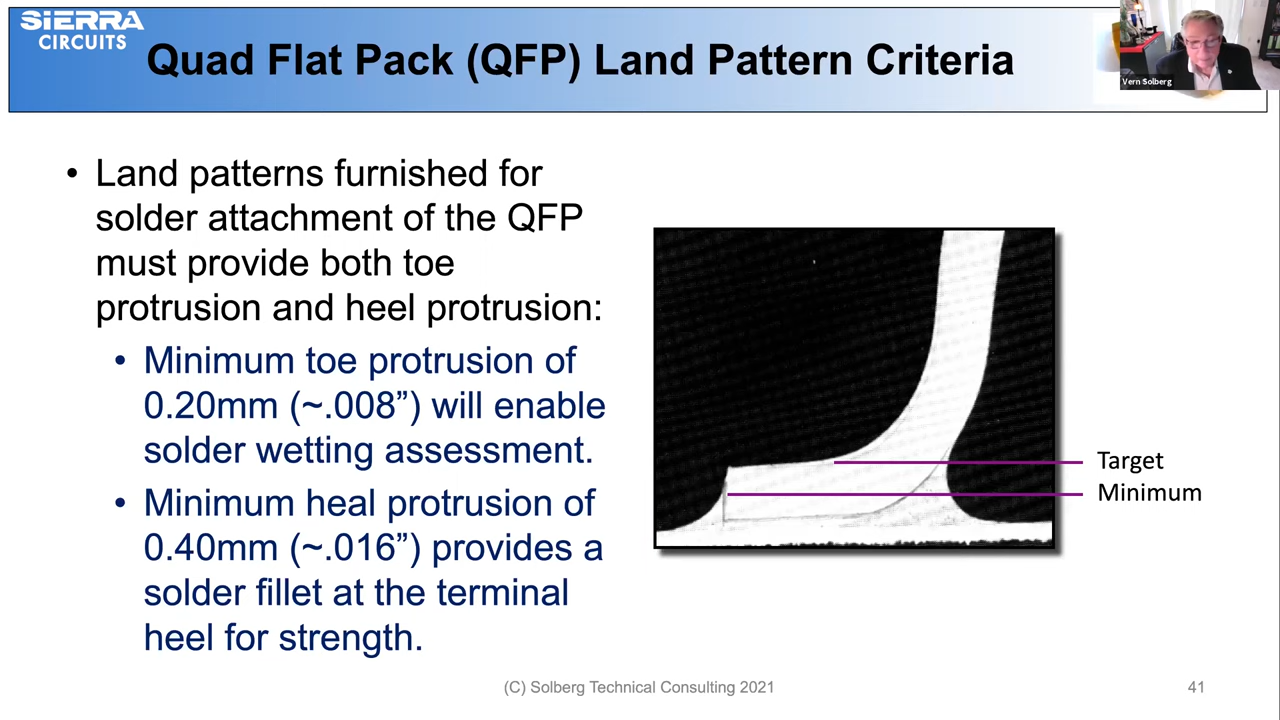 SIERRA
CIRCUITS
Quad Flat Pack (QFP) Land Pattern Criteria
Vern Solberg
• Land patterns furnished for
solder attachment of the QFP
must provide both toe
protrusion and heel protrusion:
• Minimum toe protrusion of
0.20mm (~.008”) will enable
solder wetting assessment.
• Minimum heal protrusion of
0.40mm (~.016”) provides a
solder fillet at the terminal
heel for strength.
Target
Minimum
(C) Solberg Technical Consulting 2021
41